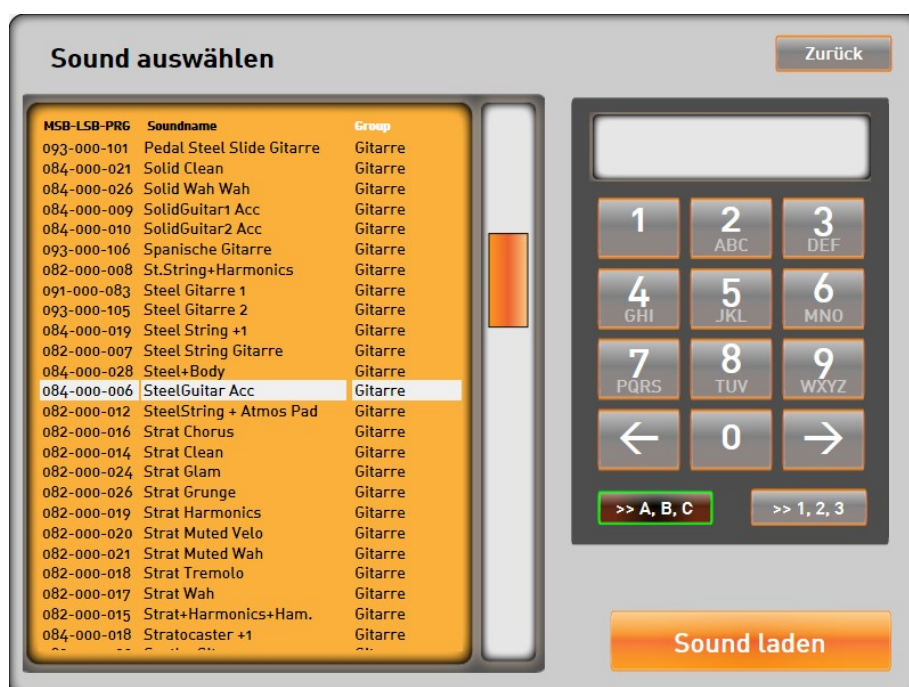 Sound auswählen
Zurück
MSB-LSB-PRG Soundname Group
093-000-101 Pedal Steel Slide Gitarre Gitarre
084-000-021 Solid Clean Gitarre
084-000-026 Solid Wah Wah Gitarre
084-000-009 SolidGuitar1 Acc Gitarre
084-000-010 SolidGuitar2 Acc Gitarre
093-000-106 Spanische Gitarre Gitarre
082-000-008 St.String+Harmonics Gitarre
091-000-083 Steel Gitarre 1 Gitarre
093-000-105 Steel Gitarre 2 Gitarre
084-000-019 Steel String +1 Gitarre
082-000-007 Steel String Gitarre Gitarre
084-000-028 Steel+Body Gitarre
084-000-006 SteelGuitar Acc Gitarre
082-000-012 SteelString + Atmos Pad Gitarre
082-000-016 Strat Chorus Gitarre
082-000-014 Strat Clean Gitarre
082-000-024 Strat Glam Gitarre
082-000-026 Strat Grunge Gitarre
082-000-019 Strat Harmonics Gitarre
082-000-020 Strat Muted Velo Gitarre
082-000-021 Strat Muted Wah Gitarre
082-000-018 Strat Tremolo Gitarre
082-000-017 Strat Wah Gitarre
082-000-015 Strat+Harmonics+Ham. Gitarre
084-000-018 Stratocaster +1 Gitarre
1 2 3
ABC DEF
4 5 6
GHI JKL MNO
7 8 9
PQRS TUV WXYZ
← 0 →
>> A, B, C >> 1, 2, 3
Sound laden